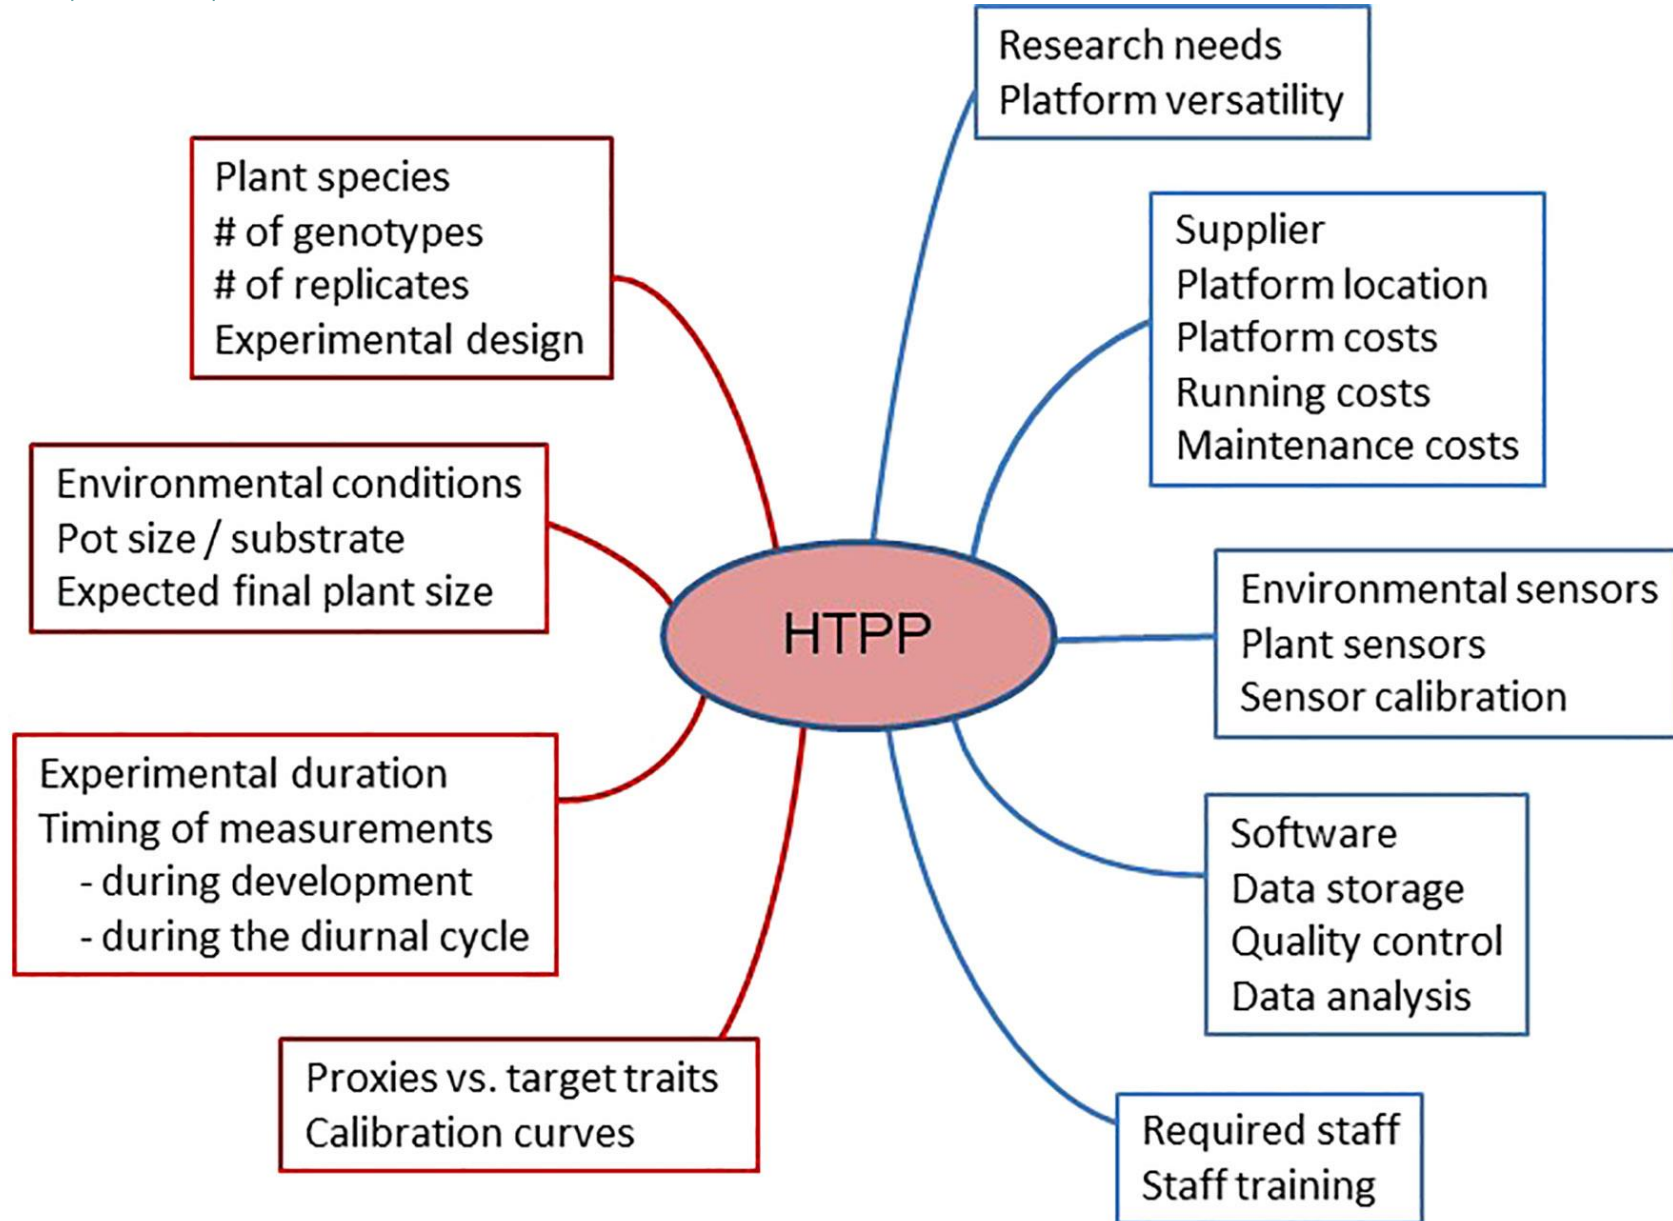 Research needs
Platform versatility
Plant species
# of genotypes
# of replicates
Experimental design
Supplier
Platform location
Platform costs
Running costs
Maintenance costs
Environmental conditions
Pot size / substrate
Expected final plant size
HTPP
Environmental sensors
Plant sensors
Sensor calibration
Experimental duration
Timing of measurements
- during development
- during the diurnal cycle
Software
Data storage
Quality control
Data analysis
Proxies vs. target traits
Calibration curves
Required staff
Staff training